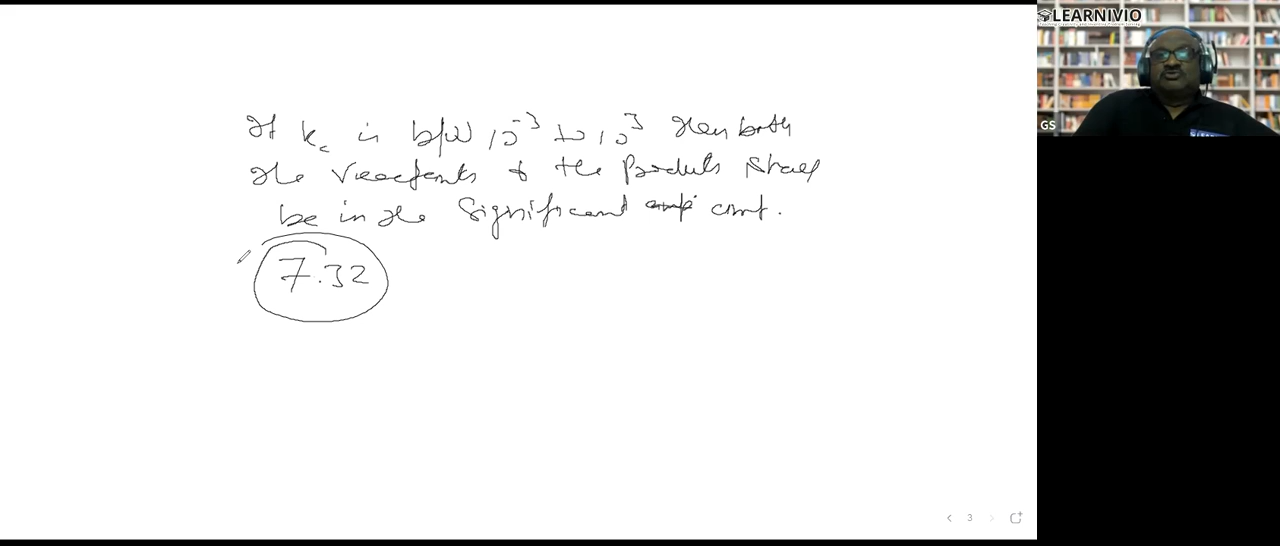 If Kc is b/w 10⁻³ to 10³ then both
the reactants & the Products shall
be in the Significant conct.
7.32
LEARNIVIO
GS
3